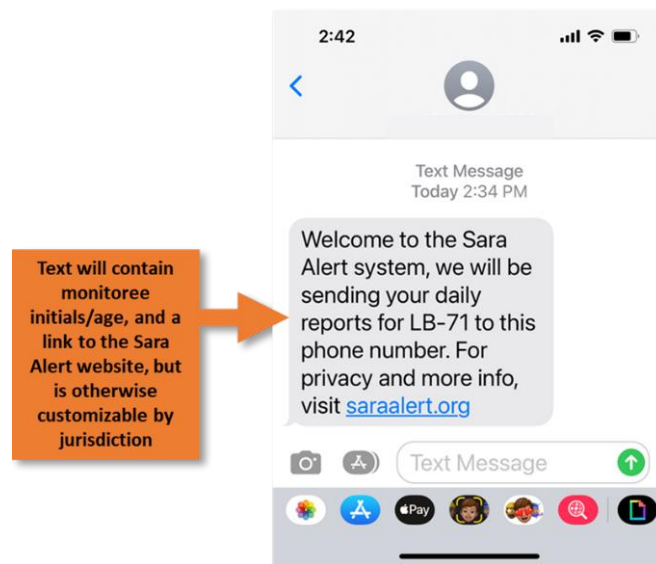 2:42
Text Message
Today 2:34 PM
Welcome to the Sara
Alert system, we will be
sending your daily
reports for LB-71 to this
phone number. For
privacy and more info,
visit saraalert.org
Text will contain
monitoree
initials/age, and a
link to the Sara
Alert website, but
is otherwise
customizable by
jurisdiction
Text Message
Pay